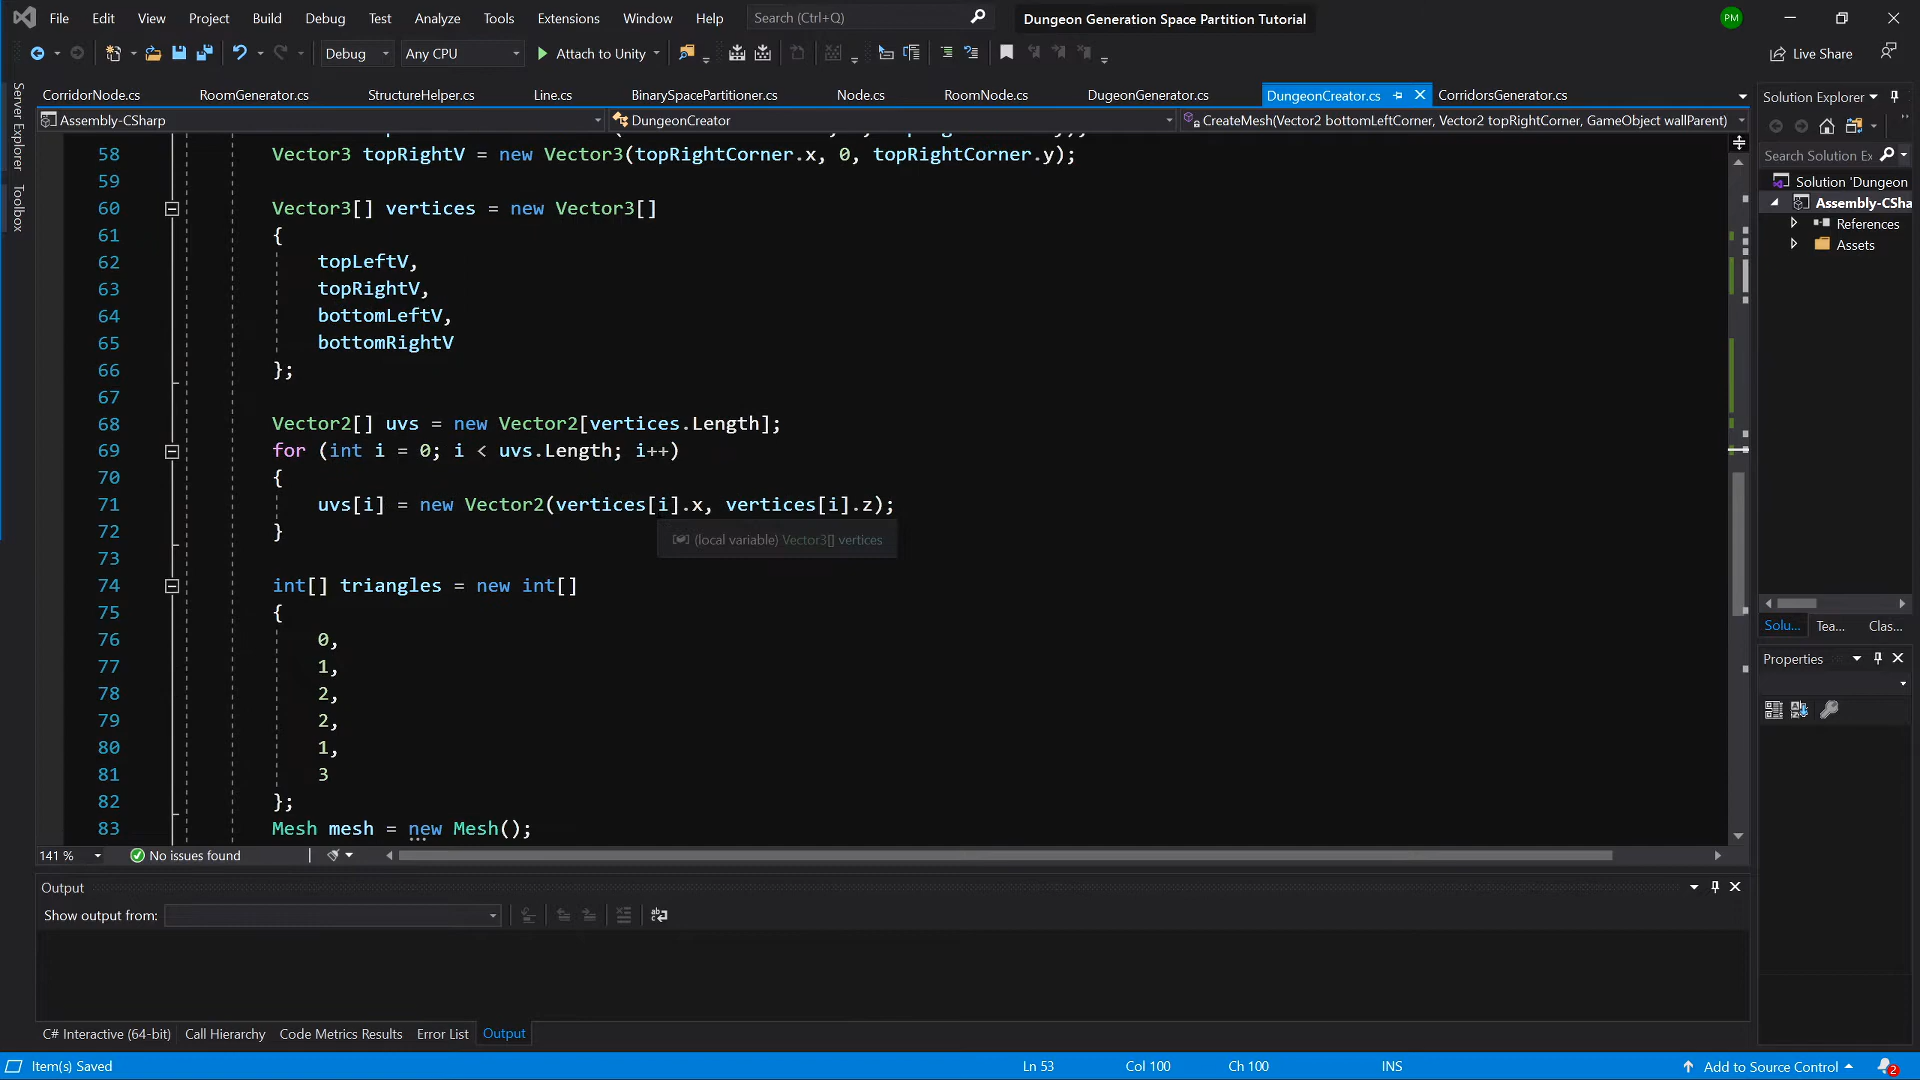 File Edit View Project Build Debug Test Analyze Tools Extensions Window Help Search (Ctrl+Q) Dungeon Generation Space Partition Tutorial PM
Debug Any CPU Attach to Unity Live Share
CorridorNode.cs RoomGenerator.cs StructureHelper.cs Line.cs BinarySpacePartitioner.cs Node.cs RoomNode.cs DugeonGenerator.cs DungeonCreator.cs CorridorsGenerator.cs
Assembly-CSharp DungeonCreator CreateMesh(Vector2 bottomLeftCorner, Vector2 topRightCorner, GameObject wallParent)
Server Explorer
Toolbox
58 Vector3 topRightV = new Vector3(topRightCorner.x, 0, topRightCorner.y);
59
60 Vector3[] vertices = new Vector3[]
61 {
62 topLeftV,
63 topRightV,
64 bottomLeftV,
65 bottomRightV
66 };
67
68 Vector2[] uvs = new Vector2[vertices.Length];
69 for (int i = 0; i < uvs.Length; i++)
70 {
71 uvs[i] = new Vector2(vertices[i].x, vertices[i].z);
72 }
(local variable) Vector3[] vertices
73
74 int[] triangles = new int[]
75 {
76 0,
77 1,
78 2,
79 2,
80 1,
81 3
82 };
83 Mesh mesh = new Mesh();
141 % No issues found
Solution Explorer
Search Solution Ex
Solution 'Dungeon
Assembly-CSha
References
Assets
Solu... Tea... Clas...
Properties
Output
Show output from:
C# Interactive (64-bit) Call Hierarchy Code Metrics Results Error List Output
Item(s) Saved Ln 53 Col 100 Ch 100 INS Add to Source Control 2